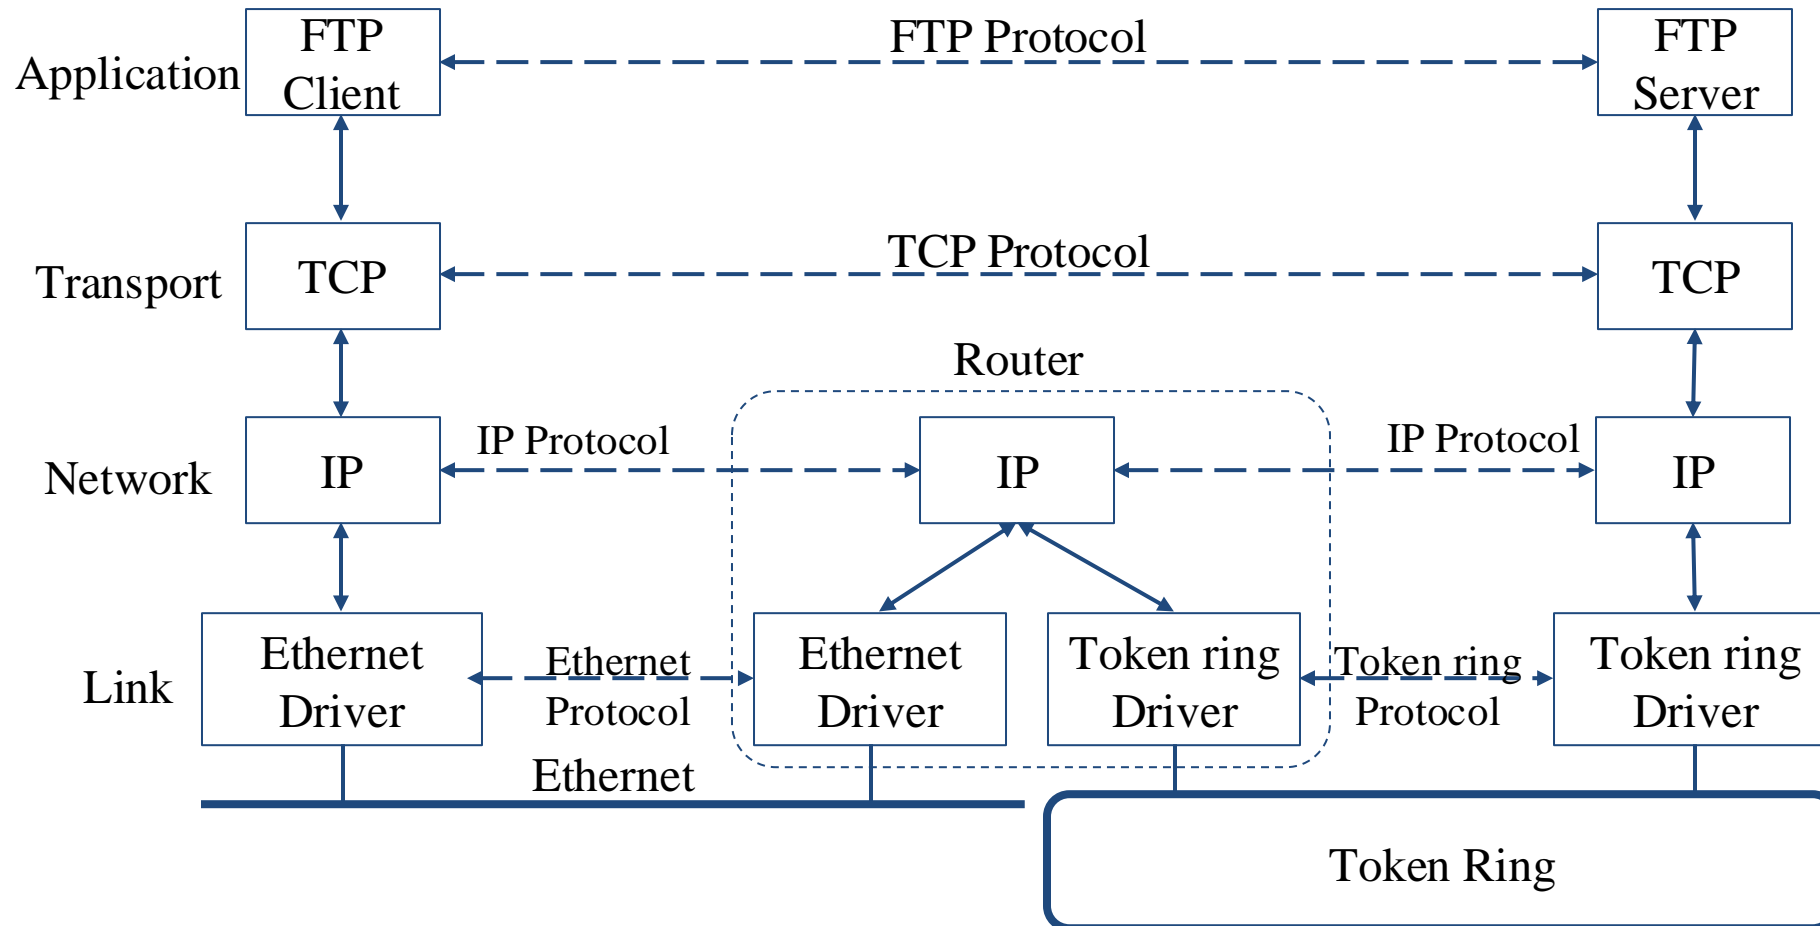 Application
FTP
Client
FTP Protocol
FTP
Server
Transport
TCP
TCP Protocol
TCP
Router
Network
IP
IP Protocol
IP
IP Protocol
IP
Link
Ethernet
Driver
Ethernet
Protocol
Ethernet
Driver
Token ring
Driver
Token ring
Protocol
Token ring
Driver
Ethernet
Token Ring